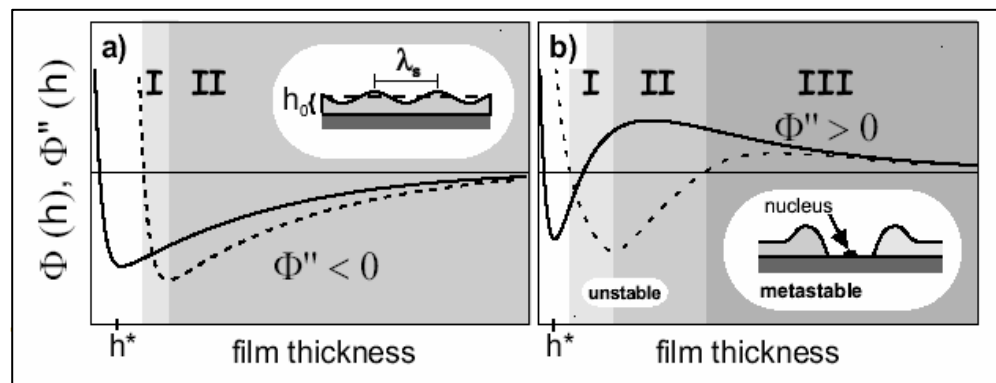 Φ (h), Φ" (h)
a)
I II
λs
h0{
Φ" < 0
h*
film thickness
b)
I II III
Φ" > 0
nucleus
unstable
metastable
h*
film thickness